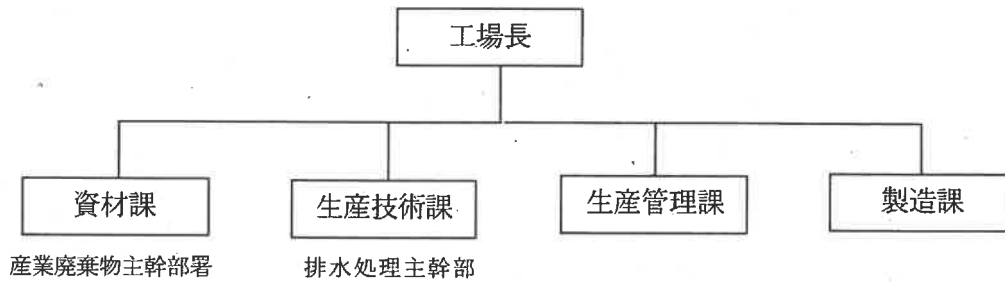 工場長
資材課
生産技術課
生産管理課
製造課
産業廃棄物主幹部署
排水処理主幹部